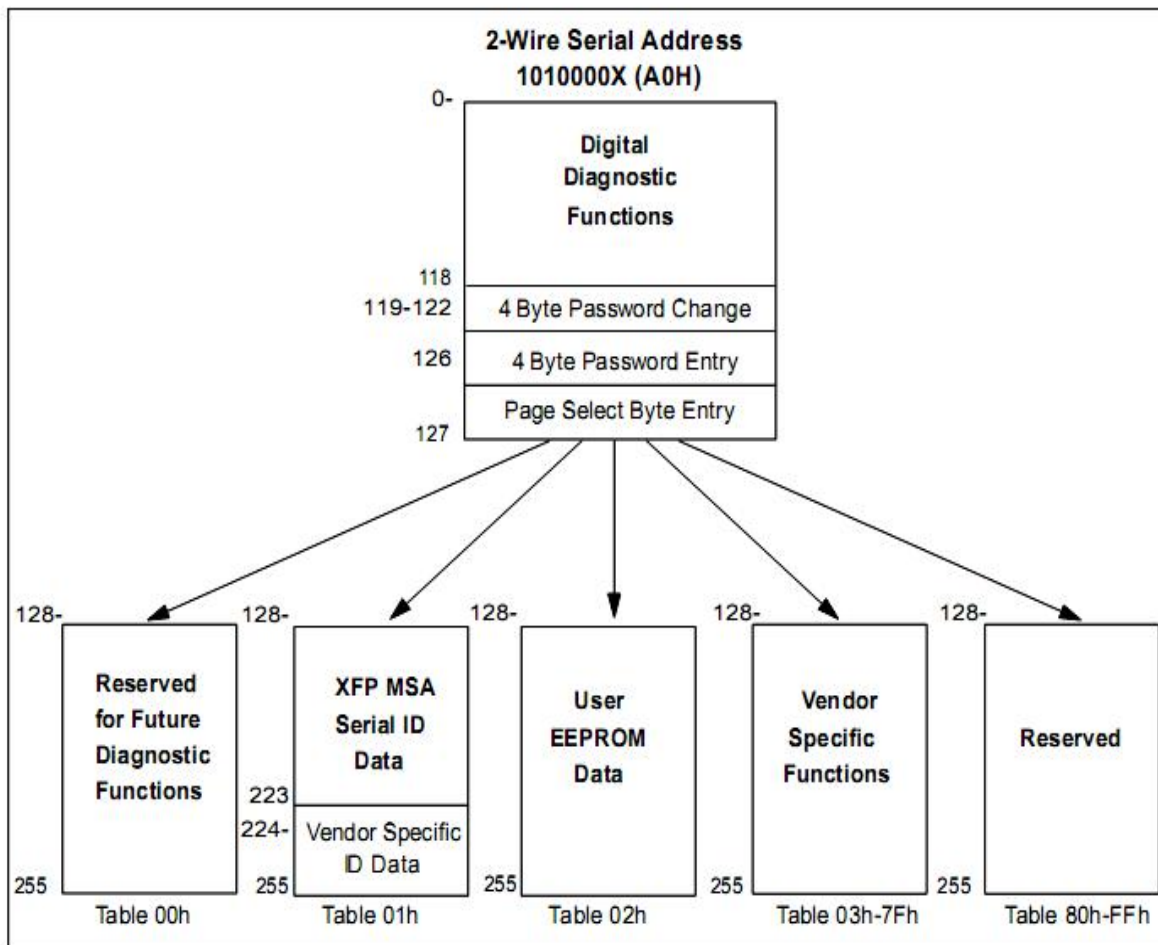 2-Wire Serial Address
1010000X (A0H)
0-
Digital
Diagnostic
Functions
118
119-122
4 Byte Password Change
126
4 Byte Password Entry
Page Select Byte Entry
127
128-
Reserved
for Future
Diagnostic
Functions
255
Table 00h
128-
XFP MSA
Serial ID
Data
223
224-
Vendor Specific
ID Data
255
Table 01h
128-
User
EEPROM
Data
255
Table 02h
128-
Vendor
Specific
Functions
255
Table 03h-7Fh
128-
Reserved
255
Table 80h-FFh